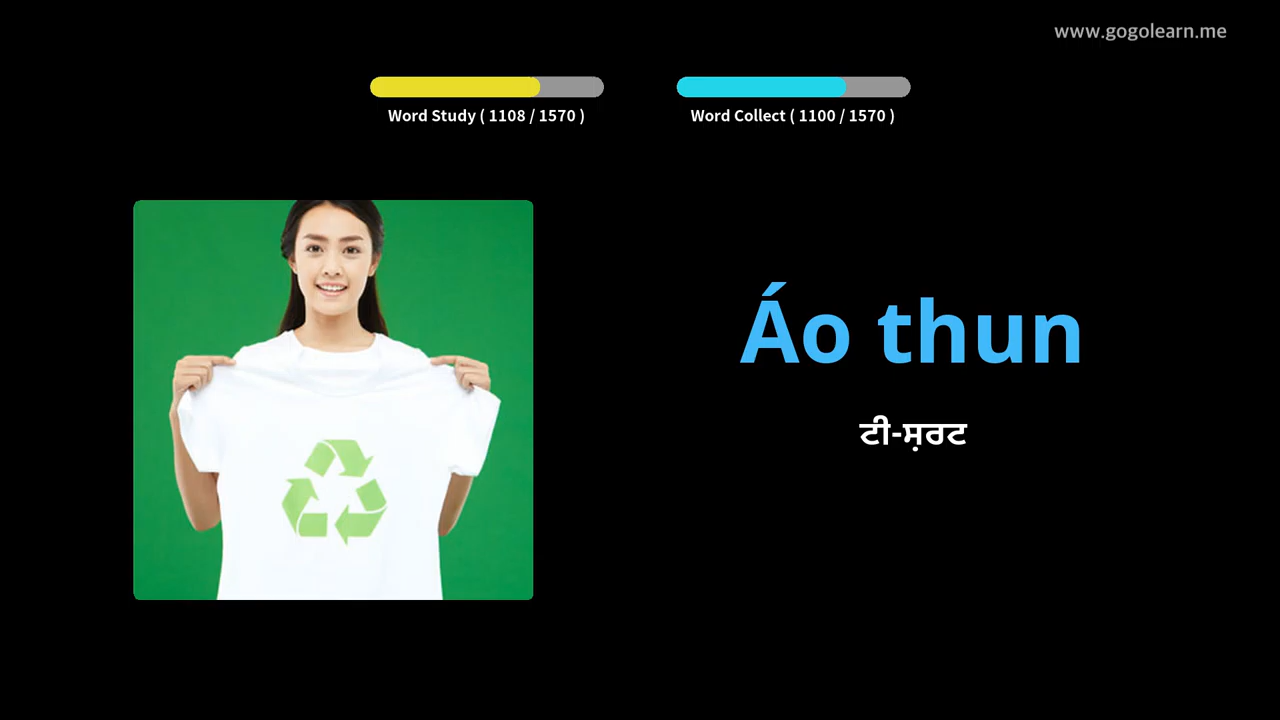 www.gogolearn.me
Word Study ( 1108 / 1570 )
Word Collect ( 1100 / 1570 )
Áo thun
ਟੀ-ਸ਼ਰਟ